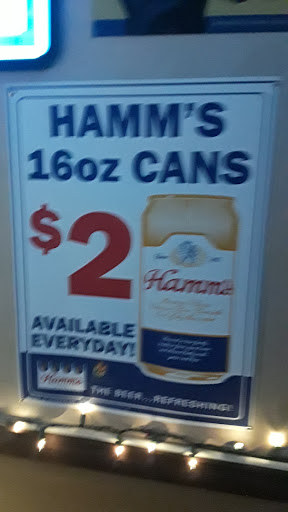 HAMM'S
16oz CANS
$2
AVAILABLE
EVERYDAY!
Hamm's
Hamm's
THE BEER...REFRESHING!